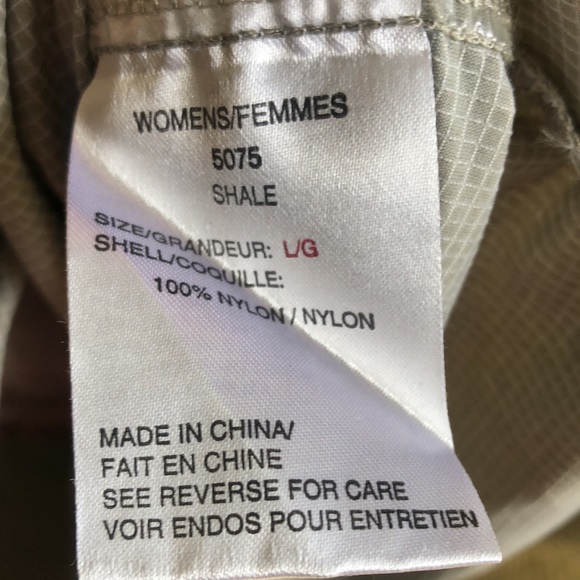 WOMENS/FEMMES
5075
SHALE
SIZE/GRANDEUR: L/G
SHELL/COQUILLE:
100% NYLON / NYLON
MADE IN CHINA/
FAIT EN CHINE
SEE REVERSE FOR CARE
VOIR ENDOS POUR ENTRETIEN